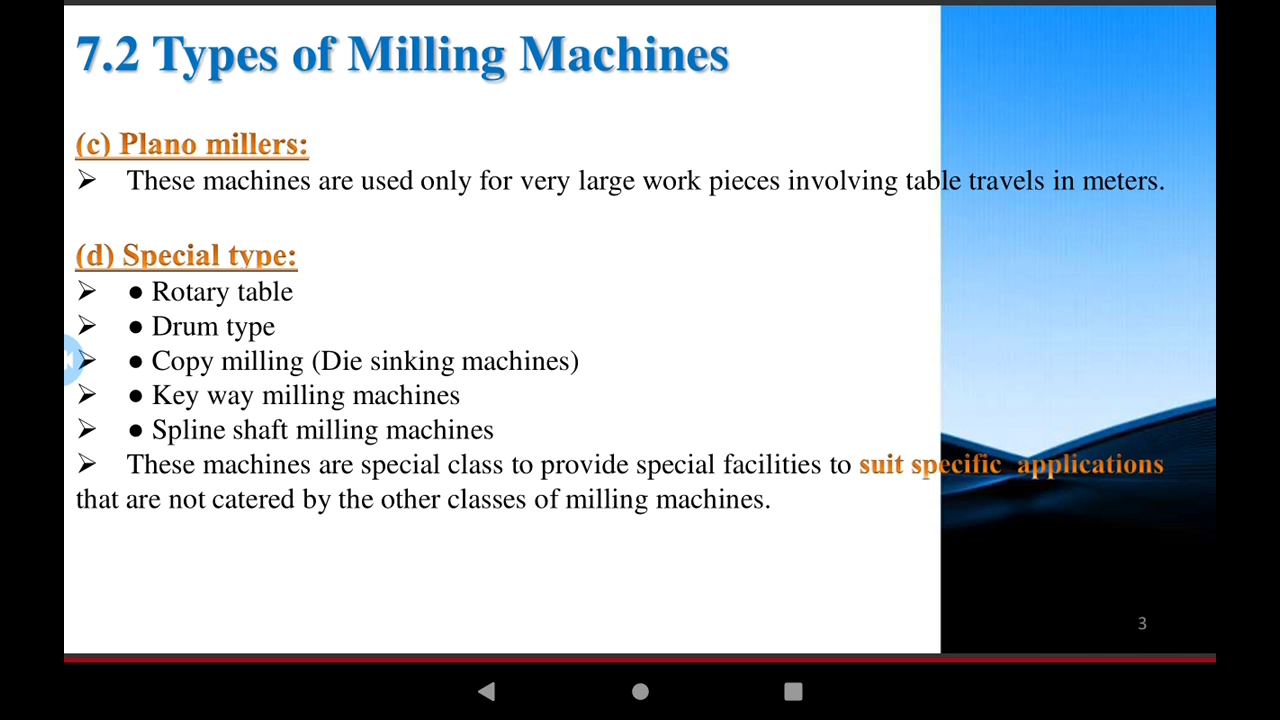 7.2 Types of Milling Machines
(c) Plano millers:
➢ These machines are used only for very large work pieces involving table travels in meters.
(d) Special type:
➢ ● Rotary table
➢ ● Drum type
➢ ● Copy milling (Die sinking machines)
➢ ● Key way milling machines
➢ ● Spline shaft milling machines
➢ These machines are special class to provide special facilities to suit specific applications
that are not catered by the other classes of milling machines.
3